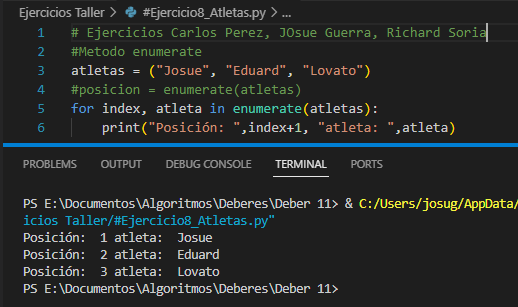 Ejercicios Taller > #Ejercicio8_Atletas.py > ...
1 # Ejercicios Carlos Perez, JOsue Guerra, Richard Soria
2 #Metodo enumerate
3 atletas = ("Josue", "Eduard", "Lovato")
4 #posicion = enumerate(atletas)
5 for index, atleta in enumerate(atletas):
6 print("Posición: ",index+1, "atleta: ",atleta)
PROBLEMS OUTPUT DEBUG CONSOLE TERMINAL PORTS
PS E:\Documentos\Algoritmos\Deberes\Deber 11> & C:/Users/josug/AppData/
icios Taller/#Ejercicio8_Atletas.py"
Posición:  1 atleta:  Josue
Posición:  2 atleta:  Eduard
Posición:  3 atleta:  Lovato
PS E:\Documentos\Algoritmos\Deberes\Deber 11>